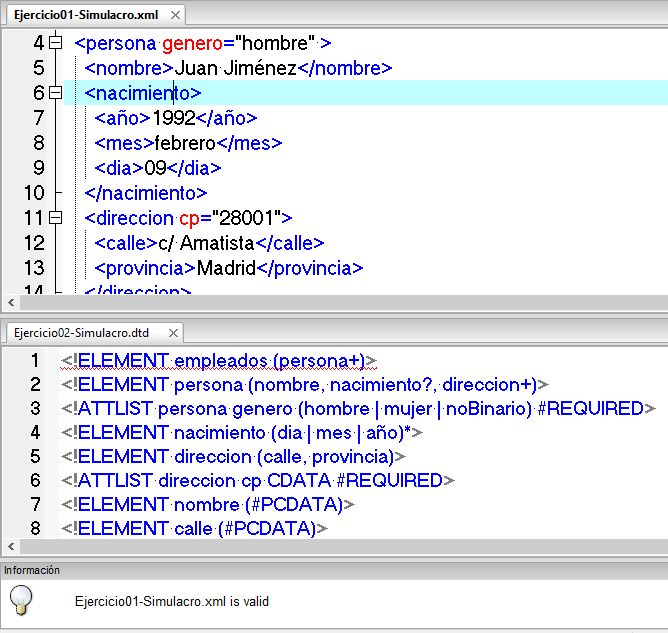 Ejercicio01-Simulacro.xml
4 <persona genero="hombre" >
5 <nombre>Juan Jiménez</nombre>
6 <nacimiento>
7 <año>1992</año>
8 <mes>febrero</mes>
9 <dia>09</dia>
10 </nacimiento>
11 <direccion cp="28001">
12 <calle>c/ Amatista</calle>
13 <provincia>Madrid</provincia>
14 </direccion>
Ejercicio02-Simulacro.dtd
1 <!ELEMENT empleados (persona+)>
2 <!ELEMENT persona (nombre, nacimiento?, direccion+)>
3 <!ATTLIST persona genero (hombre | mujer | noBinario) #REQUIRED>
4 <!ELEMENT nacimiento (dia | mes | año)*>
5 <!ELEMENT direccion (calle, provincia)>
6 <!ATTLIST direccion cp CDATA #REQUIRED>
7 <!ELEMENT nombre (#PCDATA)>
8 <!ELEMENT calle (#PCDATA)>
Información
Ejercicio01-Simulacro.xml is valid